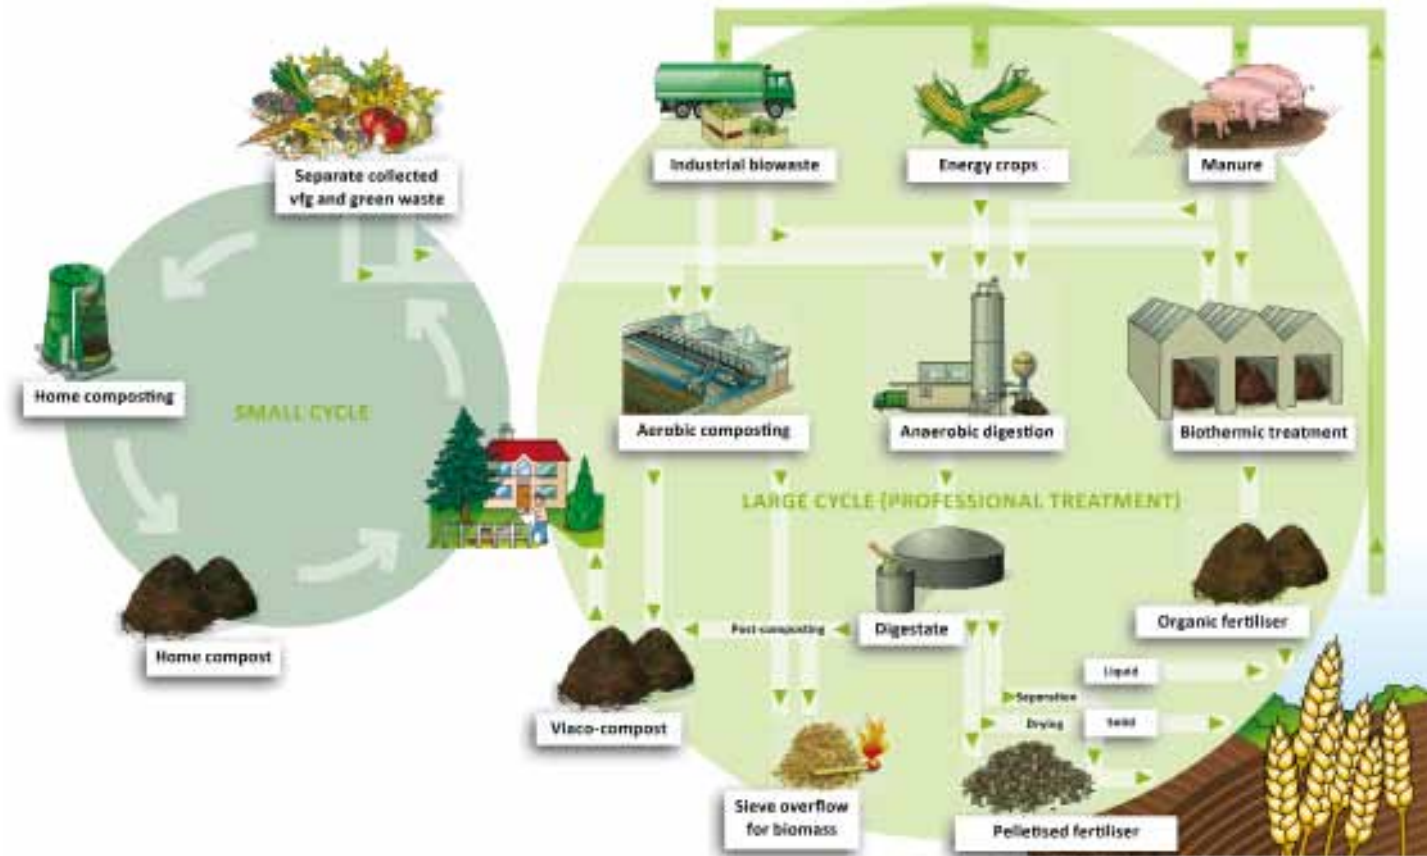 Separate collected
vfg and green waste
Industrial biowaste
Energy crops
Manure
Home composting
SMALL CYCLE
Aerobic composting
Anaerobic digestion
Biothermic treatment
LARGE CYCLE (PROFESSIONAL TREATMENT)
Home compost
Post-composting
Digestate
Organic fertiliser
Liquid
Separation
Drying
Solid
Vlaco-compost
Sieve overflow
for biomass
Pelletised fertiliser